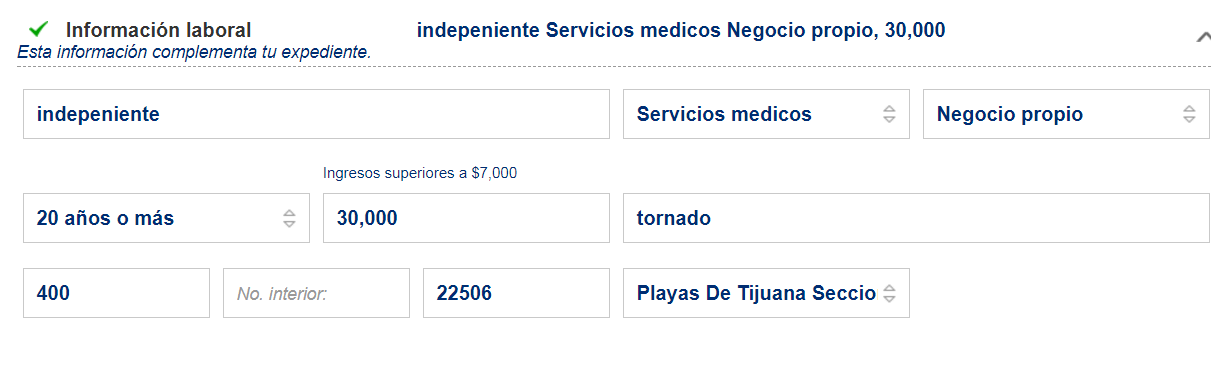 Información laboral indepeniente Servicios medicos Negocio propio, 30,000
Esta información complementa tu expediente.
indepeniente Servicios medicos Negocio propio
Ingresos superiores a $7,000
20 años o más 30,000 tornado
400 No. interior: 22506 Playas De Tijuana Seccio